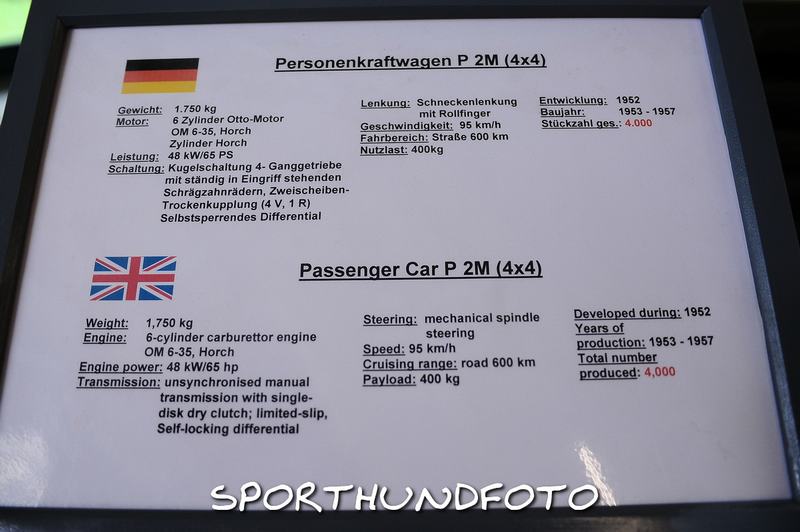 Personenkraftwagen P 2M (4x4)
Gewicht: 1.750 kg
Motor: 6 Zylinder Otto-Motor
OM 6-35, Horch
Zylinder Horch
Leistung: 48 kW/65 PS
Schaltung: Kugelschaltung 4- Ganggetriebe
mit ständig in Eingriff stehenden
Schrägzahnrädern, Zweischeiben-
Trockenkupplung (4 V, 1 R)
Selbstsperrendes Differential
Lenkung: Schneckenlenkung
mit Rollfinger
Geschwindigkeit: 95 km/h
Fahrbereich: Straße 600 km
Nutzlast: 400kg
Entwicklung: 1952
Baujahr: 1953 - 1957
Stückzahl ges.: 4.000
Passenger Car P 2M (4x4)
Weight: 1,750 kg
Engine: 6-cylinder carburettor engine
OM 6-35, Horch
Engine power: 48 kW/65 hp
Transmission: unsynchronised manual
transmission with single-
disk dry clutch; limited-slip,
Self-locking differential
Steering: mechanical spindle
steering
Speed: 95 km/h
Cruising range: road 600 km
Payload: 400 kg
Developed during: 1952
Years of
production: 1953 - 1957
Total number
produced: 4,000
SPORTHUNDFOTO